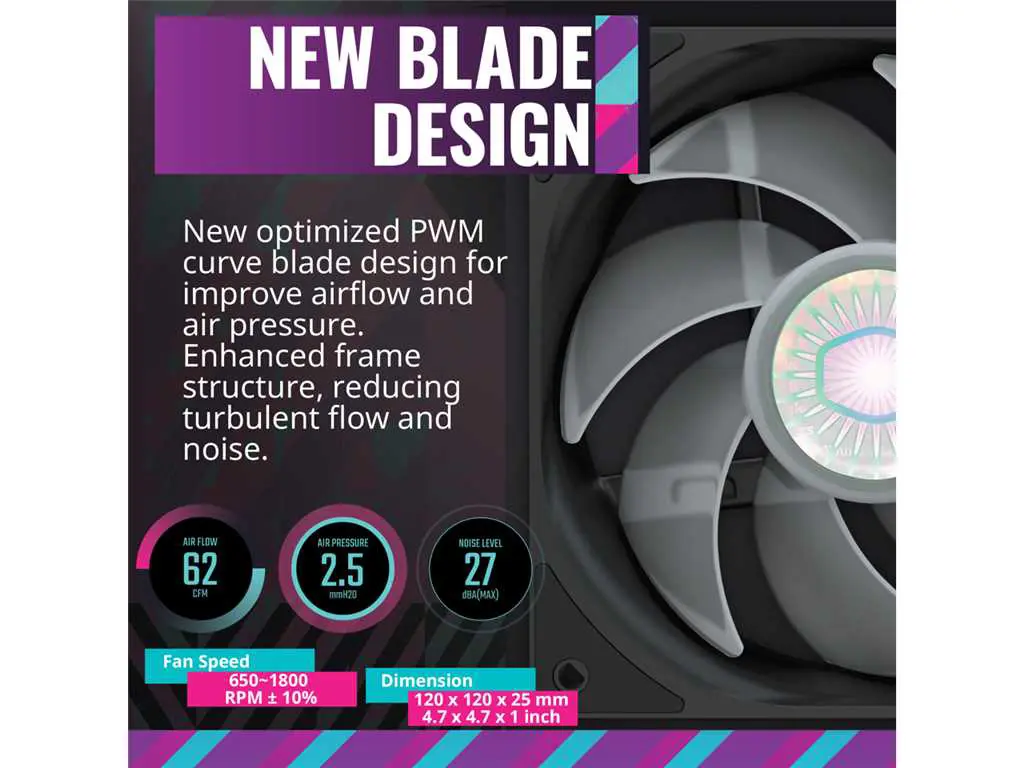 NEW BLADE
DESIGN
New optimized PWM
curve blade design for
improve airflow and
air pressure.
Enhanced frame
structure, reducing
turbulent flow and
noise.
AIR FLOW
62
CFM
AIR PRESSURE
2.5
mmH2O
NOISE LEVEL
27
dBA(MAX)
Fan Speed
650~1800
RPM ± 10%
Dimension
120 x 120 x 25 mm
4.7 x 4.7 x 1 inch